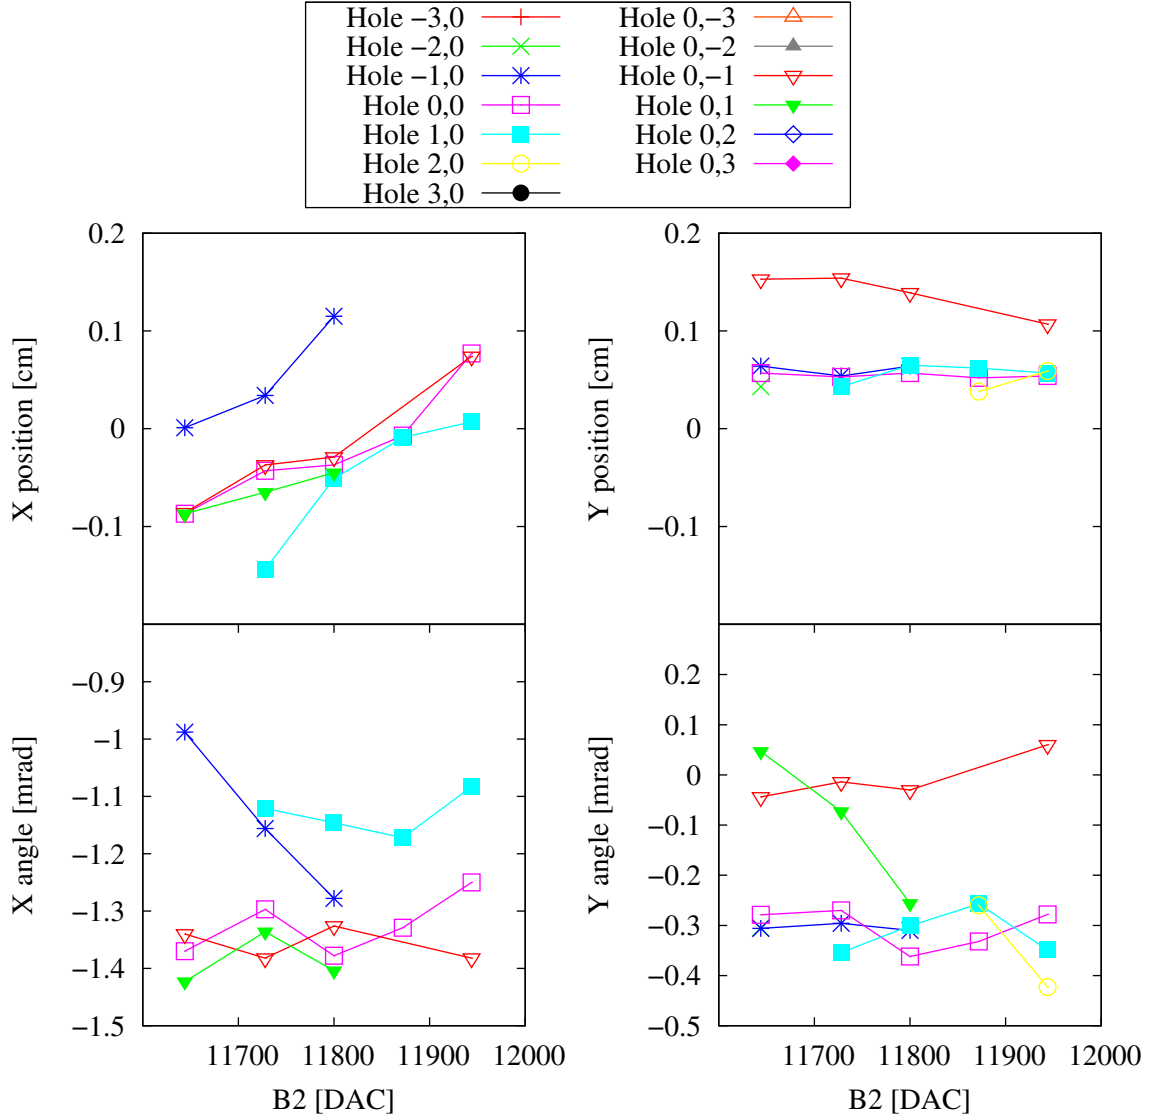 Hole −3,0
Hole −2,0
Hole −1,0
Hole 0,0
Hole 1,0
Hole 2,0
Hole 3,0
Hole 0,−3
Hole 0,−2
Hole 0,−1
Hole 0,1
Hole 0,2
Hole 0,3
X position [cm]
0.2
0.1
0
−0.1
Y position [cm]
0.2
0.1
0
−0.1
X angle [mrad]
−0.9
−1
−1.1
−1.2
−1.3
−1.4
−1.5
11700 11800 11900 12000
B2 [DAC]
Y angle [mrad]
0.2
0.1
0
−0.1
−0.2
−0.3
−0.4
−0.5
11700 11800 11900 12000
B2 [DAC]